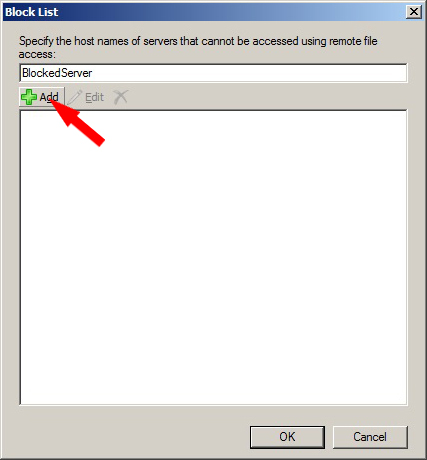 Block List
Specify the host names of servers that cannot be accessed using remote file
access:
BlockedServer
Add Edit
OK Cancel